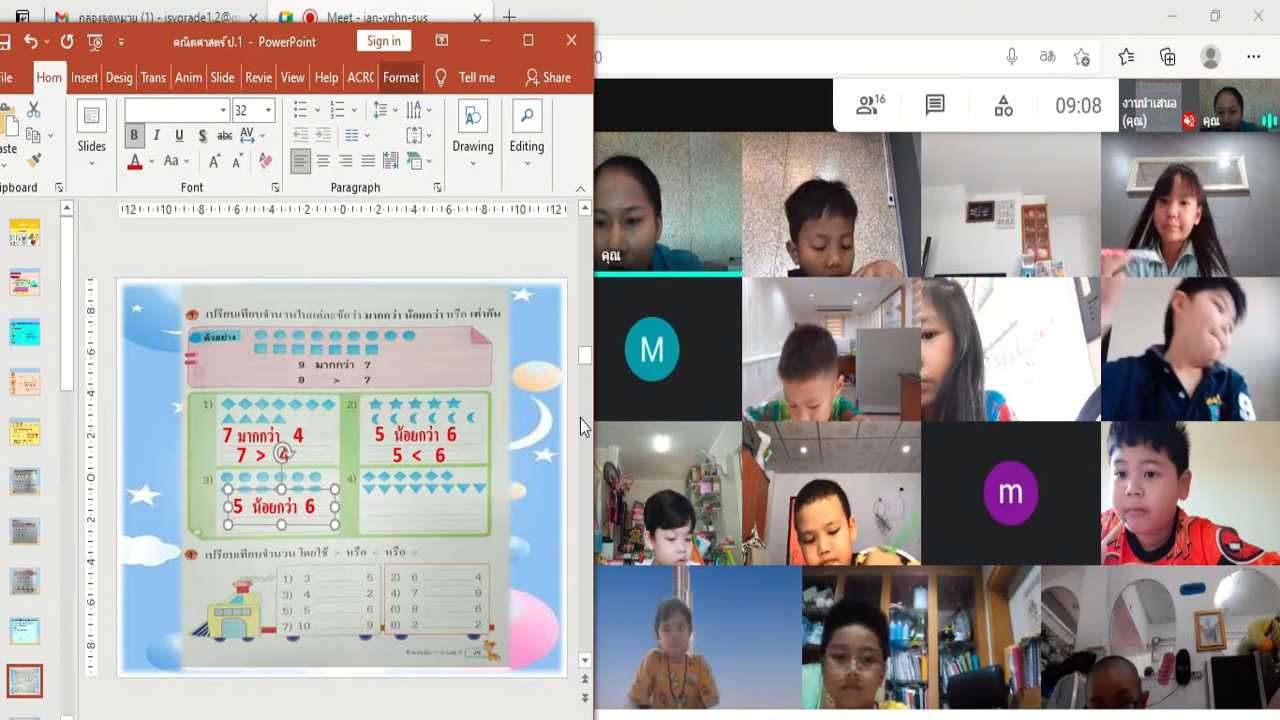 กล่องจดหมาย (1) - isygrade1.2@g
Meet - ian-xphn-sus
คณิตศาสตร์ ป.1 - PowerPoint
Sign in
File
Hom
Insert
Desig
Trans
Anim
Slide
Revie
View
Help
ACRO
Format
Tell me
Share
Paste
Slides
32
B I U S abc AV
A Aa A A
Drawing
Editing
Clipboard
Font
Paragraph
16
09:08
งานนำเสนอ
(คุณ)
คุณ
คุณ
M
m
เปรียบเทียบจำนวนในแต่ละข้อว่า มากกว่า น้อยกว่า หรือ เท่ากัน
ตัวอย่าง
9 มากกว่า 7
9 > 7
1)
7 มากกว่า 4
7 > 4
2)
5 น้อยกว่า 6
5 < 6
3)
5 น้อยกว่า 6
4)
เปรียบเทียบจำนวน โดยใช้ > หรือ < หรือ =
1) 3 5
2) 6 4
3) 4 2
4) 7 9
5) 5 6
6) 8 6
7) 10 9
8) 2 2